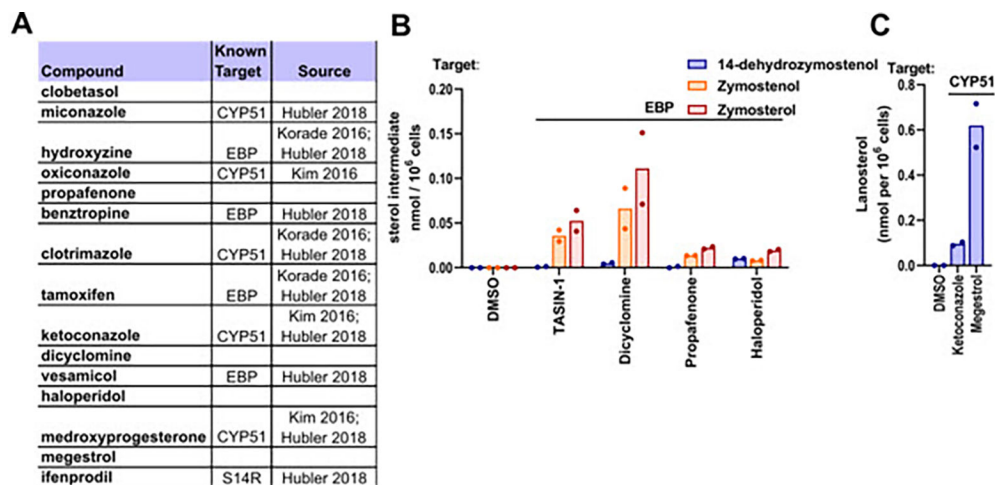 A
Compound Known Target Source
clobetasol
miconazole CYP51 Hubler 2018
hydroxyzine EBP Korade 2016; Hubler 2018
oxiconazole CYP51 Kim 2016
propafenone
benztropine EBP Hubler 2018
clotrimazole CYP51 Korade 2016; Hubler 2018
tamoxifen EBP Korade 2016; Hubler 2018
ketoconazole CYP51 Kim 2016; Hubler 2018
dicyclomine
vesamicol EBP Hubler 2018
haloperidol
medroxyprogesterone CYP51 Kim 2016; Hubler 2018
megestrol
ifenprodil S14R Hubler 2018
B
Target:
14-dehydrozymostenol
Zymostenol
Zymosterol
EBP
sterol intermediate
nmol / 10⁶ cells
0.20
0.15
0.10
0.05
0.00
DMSO
TASIN-1
Dicyclomine
Propafenone
Haloperidol
C
Target: CYP51
Lanosterol
(nmol per 10⁶ cells)
0.8
0.6
0.4
0.2
0.0
DMSO
Ketoconazole
Megestrol